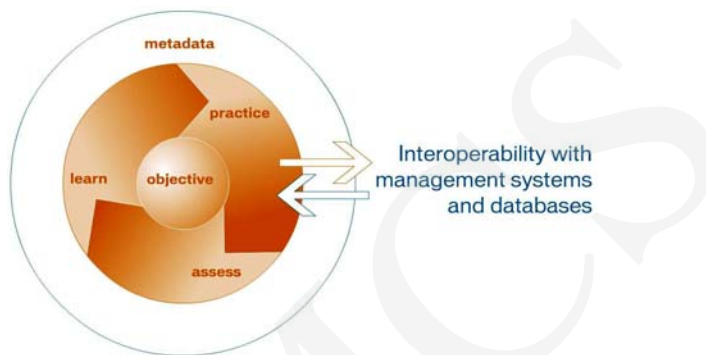 metadata
practice
learn
objective
assess
Interoperability with
management systems
and databases